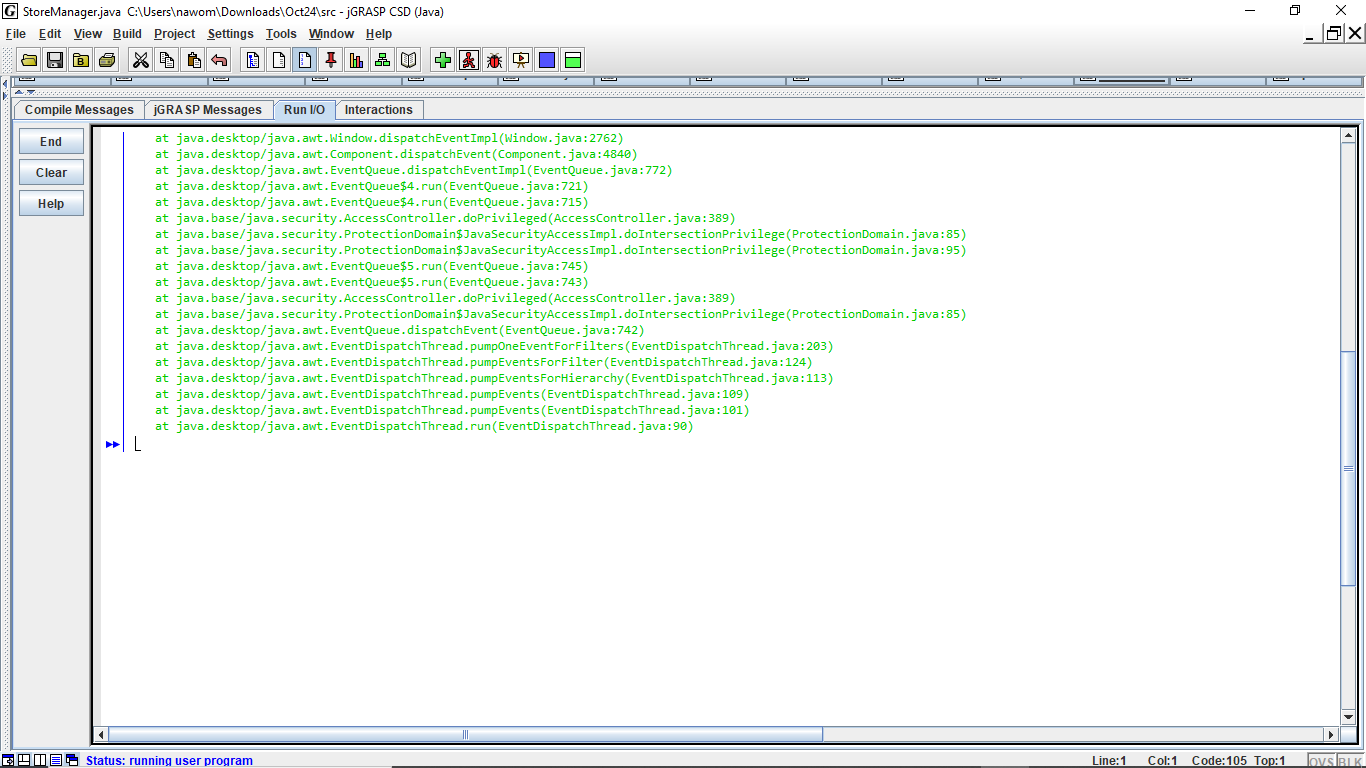 StoreManager.java  C:\Users\nawom\Downloads\Oct24\src - jGRASP CSD (Java)
File Edit View Build Project Settings Tools Window Help
Compile Messages jGRASP Messages Run I/O Interactions
End
Clear
Help
at java.desktop/java.awt.Window.dispatchEventImpl(Window.java:2762)
at java.desktop/java.awt.Component.dispatchEvent(Component.java:4840)
at java.desktop/java.awt.EventQueue.dispatchEventImpl(EventQueue.java:772)
at java.desktop/java.awt.EventQueue$4.run(EventQueue.java:721)
at java.desktop/java.awt.EventQueue$4.run(EventQueue.java:715)
at java.base/java.security.AccessController.doPrivileged(AccessController.java:389)
at java.base/java.security.ProtectionDomain$JavaSecurityAccessImpl.doIntersectionPrivilege(ProtectionDomain.java:85)
at java.base/java.security.ProtectionDomain$JavaSecurityAccessImpl.doIntersectionPrivilege(ProtectionDomain.java:95)
at java.desktop/java.awt.EventQueue$5.run(EventQueue.java:745)
at java.desktop/java.awt.EventQueue$5.run(EventQueue.java:743)
at java.base/java.security.AccessController.doPrivileged(AccessController.java:389)
at java.base/java.security.ProtectionDomain$JavaSecurityAccessImpl.doIntersectionPrivilege(ProtectionDomain.java:85)
at java.desktop/java.awt.EventQueue.dispatchEvent(EventQueue.java:742)
at java.desktop/java.awt.EventDispatchThread.pumpOneEventForFilters(EventDispatchThread.java:203)
at java.desktop/java.awt.EventDispatchThread.pumpEventsForFilter(EventDispatchThread.java:124)
at java.desktop/java.awt.EventDispatchThread.pumpEventsForHierarchy(EventDispatchThread.java:113)
at java.desktop/java.awt.EventDispatchThread.pumpEvents(EventDispatchThread.java:109)
at java.desktop/java.awt.EventDispatchThread.pumpEvents(EventDispatchThread.java:101)
at java.desktop/java.awt.EventDispatchThread.run(EventDispatchThread.java:90)
Status: running user program Line:1 Col:1 Code:105 Top:1 OVS BLK